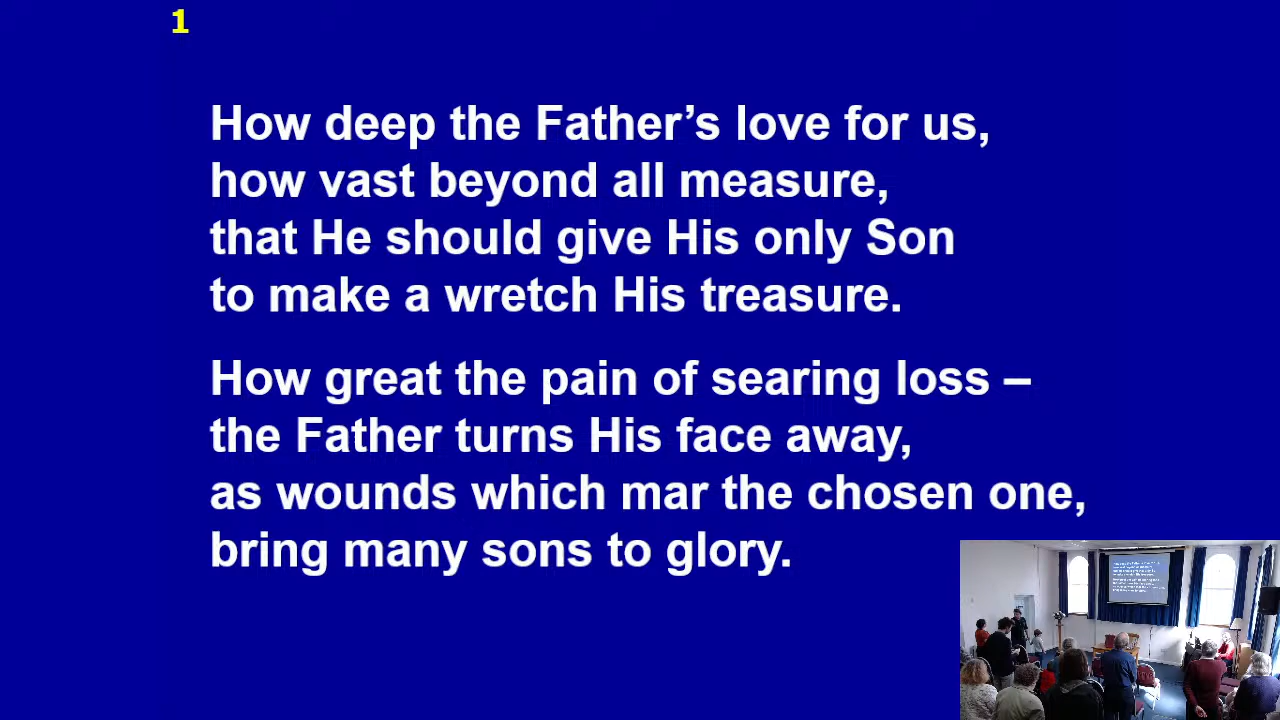 1
How deep the Father’s love for us,
how vast beyond all measure,
that He should give His only Son
to make a wretch His treasure.
How great the pain of searing loss –
the Father turns His face away,
as wounds which mar the chosen one,
bring many sons to glory.